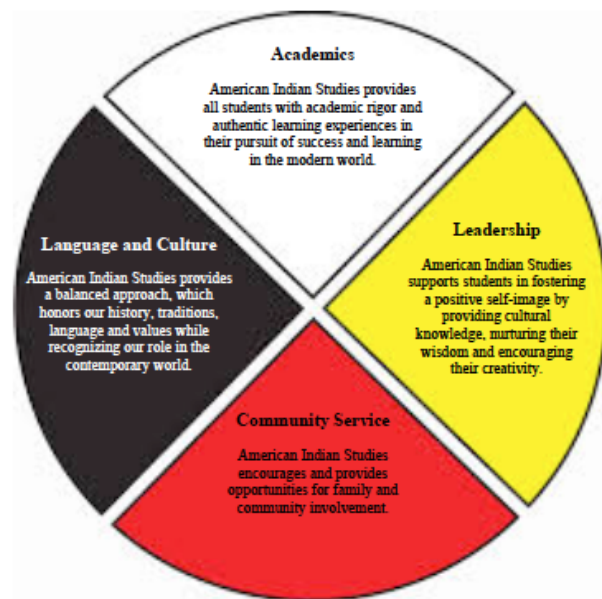 Academics
American Indian Studies provides
all students with academic rigor and
authentic learning experiences in
their pursuit of success and learning
in the modern world.
Language and Culture
American Indian Studies provides
a balanced approach, which
honors our history, traditions,
language and values while
recognizing our role in the
contemporary world.
Leadership
American Indian Studies
supports students in fostering
a positive self-image by
providing cultural
knowledge, nurturing their
wisdom and encouraging
their creativity.
Community Service
American Indian Studies
encourages and provides
opportunities for family and
community involvement.